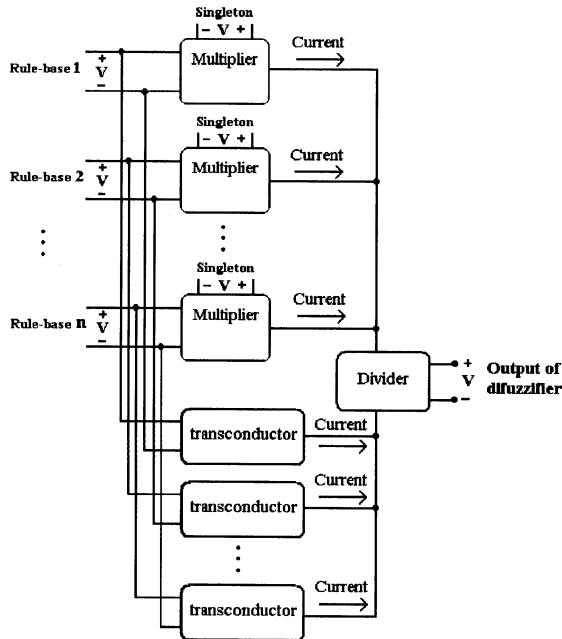 Singleton
− V +
Current
Multiplier
Rule-base 1
+
V
−
Singleton
− V +
Current
Multiplier
Rule-base 2
+
V
−
Singleton
− V +
Current
Multiplier
Rule-base n
+
V
−
Divider
+
V
−
Output of
difuzzifier
transconductor
Current
transconductor
Current
transconductor
Current